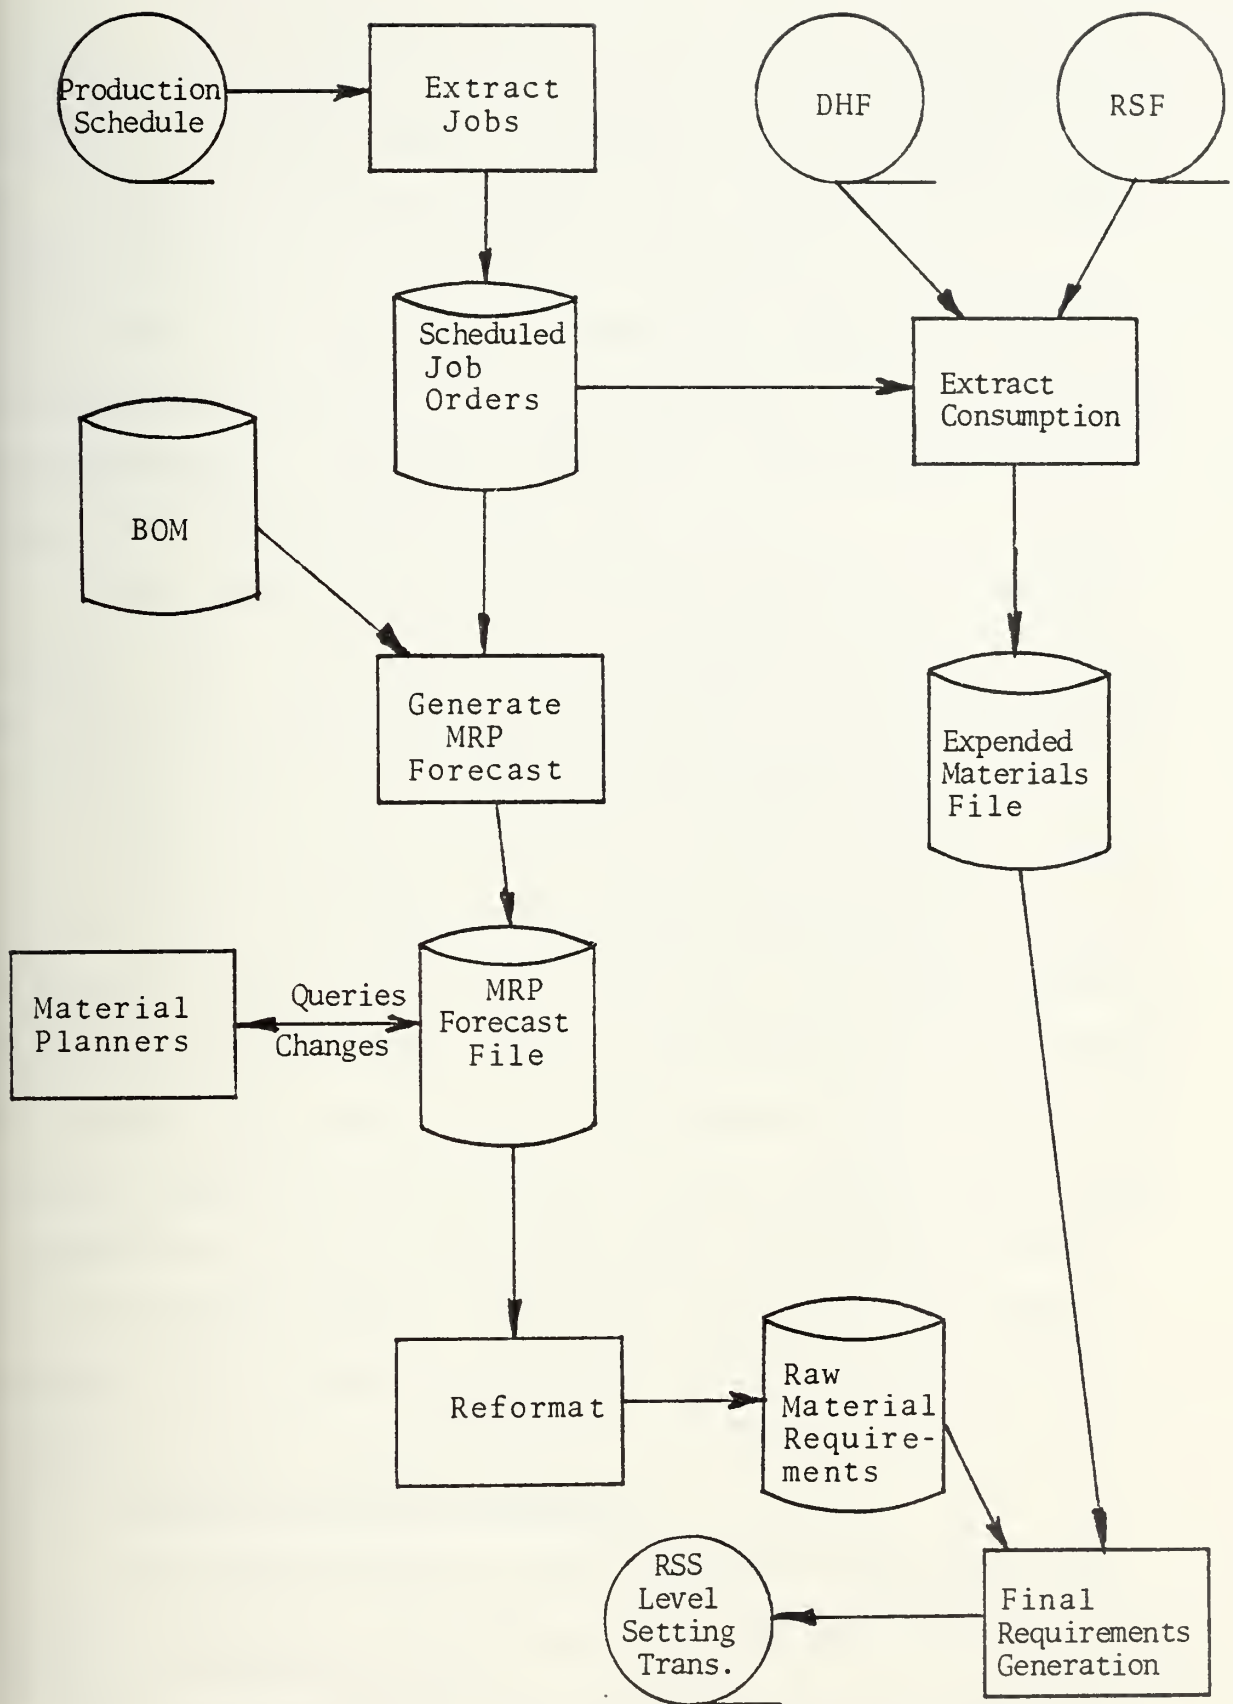 Production
Schedule
Extract
Jobs
DHF
RSF
Scheduled
Job
Orders
Extract
Consumption
BOM
Generate
MRP
Forecast
Expended
Materials
File
Material
Planners
Queries
Changes
MRP
Forecast
File
Reformat
Raw
Material
Require-
ments
RSS
Level
Setting
Trans.
Final
Requirements
Generation